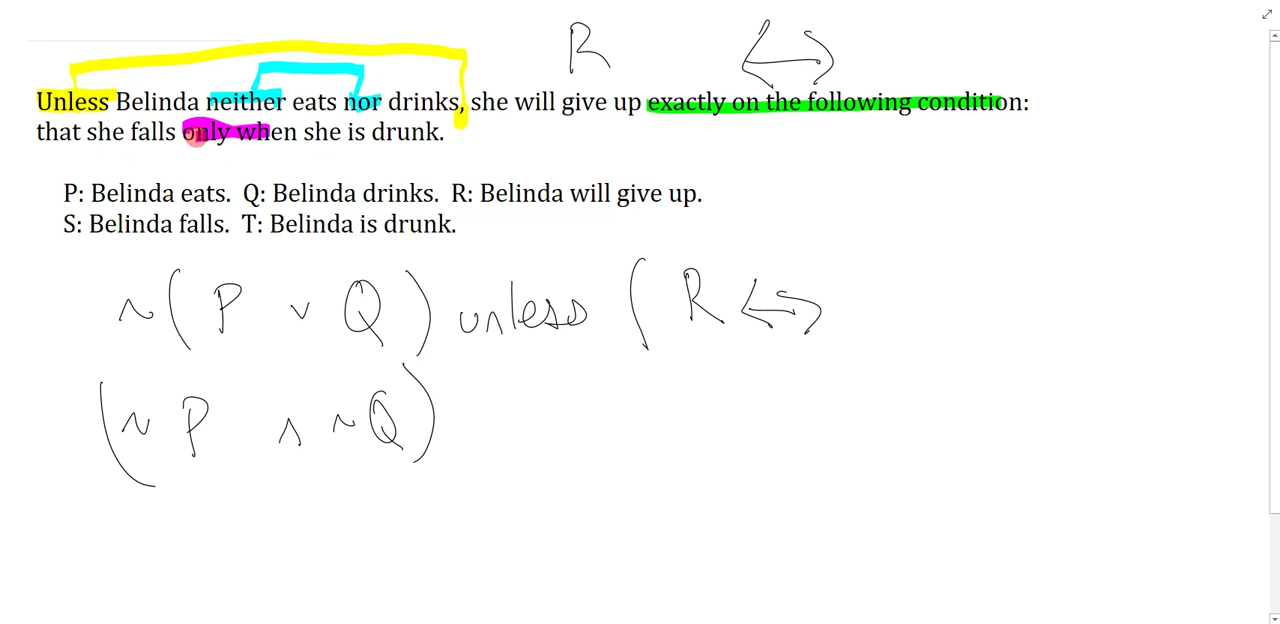 R ↔
Unless Belinda neither eats nor drinks, she will give up exactly on the following condition:
that she falls only when she is drunk.
P: Belinda eats. Q: Belinda drinks. R: Belinda will give up.
S: Belinda falls. T: Belinda is drunk.
~(P ∨ Q) unless (R ↔
(~P ∧ ~Q)